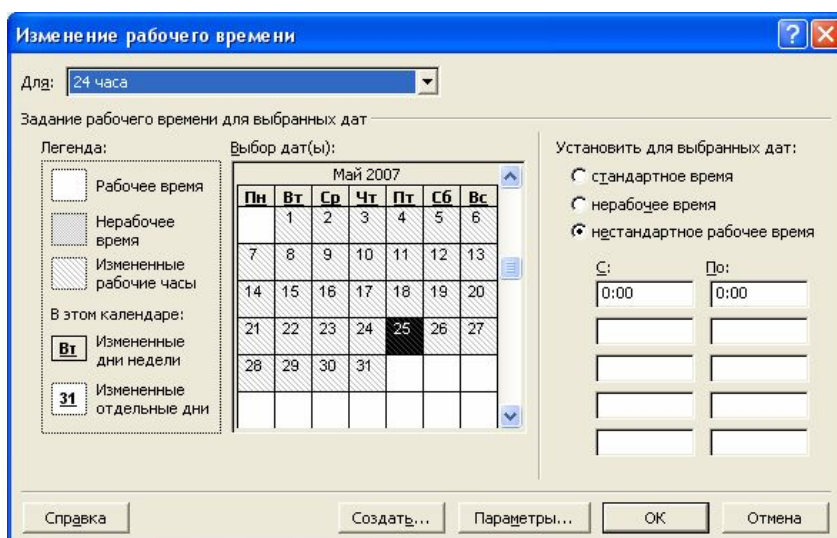 Изменение рабочего времени
Для: 24 часа
Задание рабочего времени для выбранных дат
Легенда:
Рабочее время
Нерабочее
время
Измененные
рабочие часы
В этом календаре:
Вт Измененные
дни недели
31 Измененные
отдельные дни
Выбор дат(ы):
Май 2007
Пн Вт Ср Чт Пт Сб Вс
1 2 3 4 5 6
7 8 9 10 11 12 13
14 15 16 17 18 19 20
21 22 23 24 25 26 27
28 29 30 31
Установить для выбранных дат:
стандартное время
нерабочее время
нестандартное рабочее время
С: По:
0:00 0:00
Справка Создать... Параметры... ОК Отмена